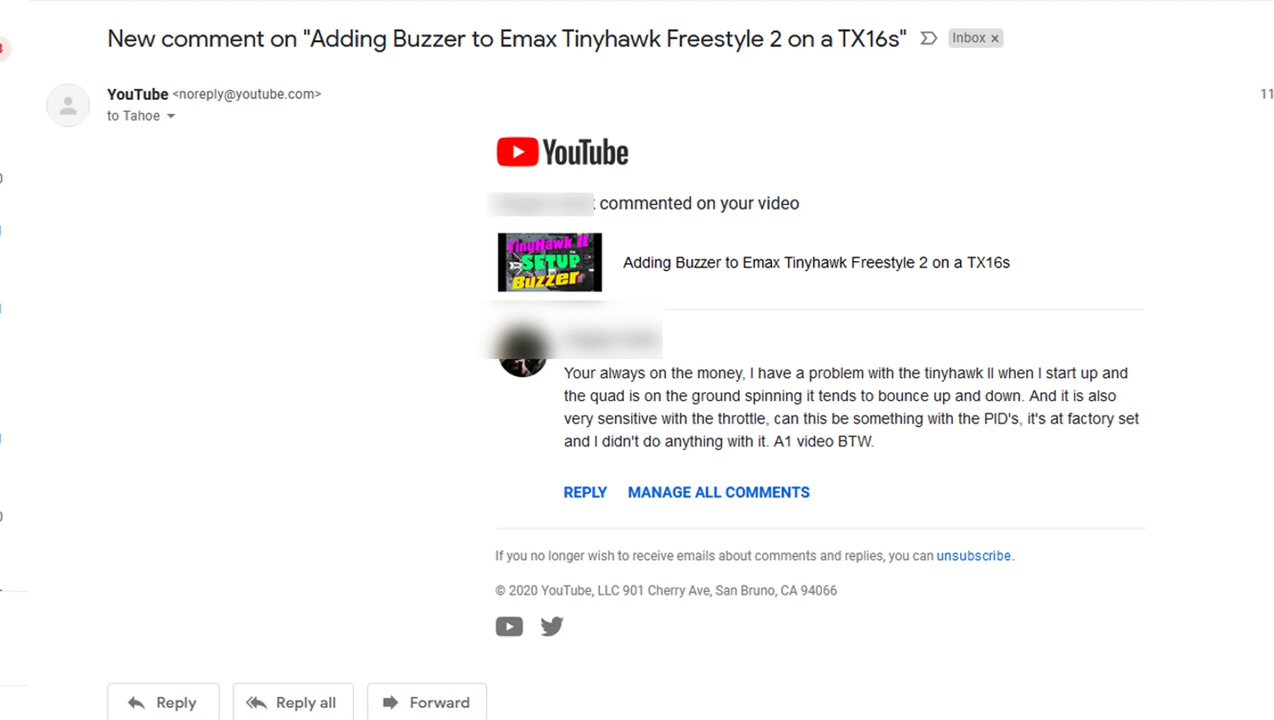 New comment on "Adding Buzzer to Emax Tinyhawk Freestyle 2 on a TX16s" Inbox ×
YouTube <noreply@youtube.com>
11
to Tahoe
YouTube
commented on your video
TinyHawk II
SETUP
Buzzer
Adding Buzzer to Emax Tinyhawk Freestyle 2 on a TX16s
Your always on the money, I have a problem with the tinyhawk ll when I start up and
the quad is on the ground spinning it tends to bounce up and down. And it is also
very sensitive with the throttle, can this be something with the PID's, it's at factory set
and I didn't do anything with it. A1 video BTW.
REPLY MANAGE ALL COMMENTS
If you no longer wish to receive emails about comments and replies, you can unsubscribe.
© 2020 YouTube, LLC 901 Cherry Ave, San Bruno, CA 94066
Reply Reply all Forward